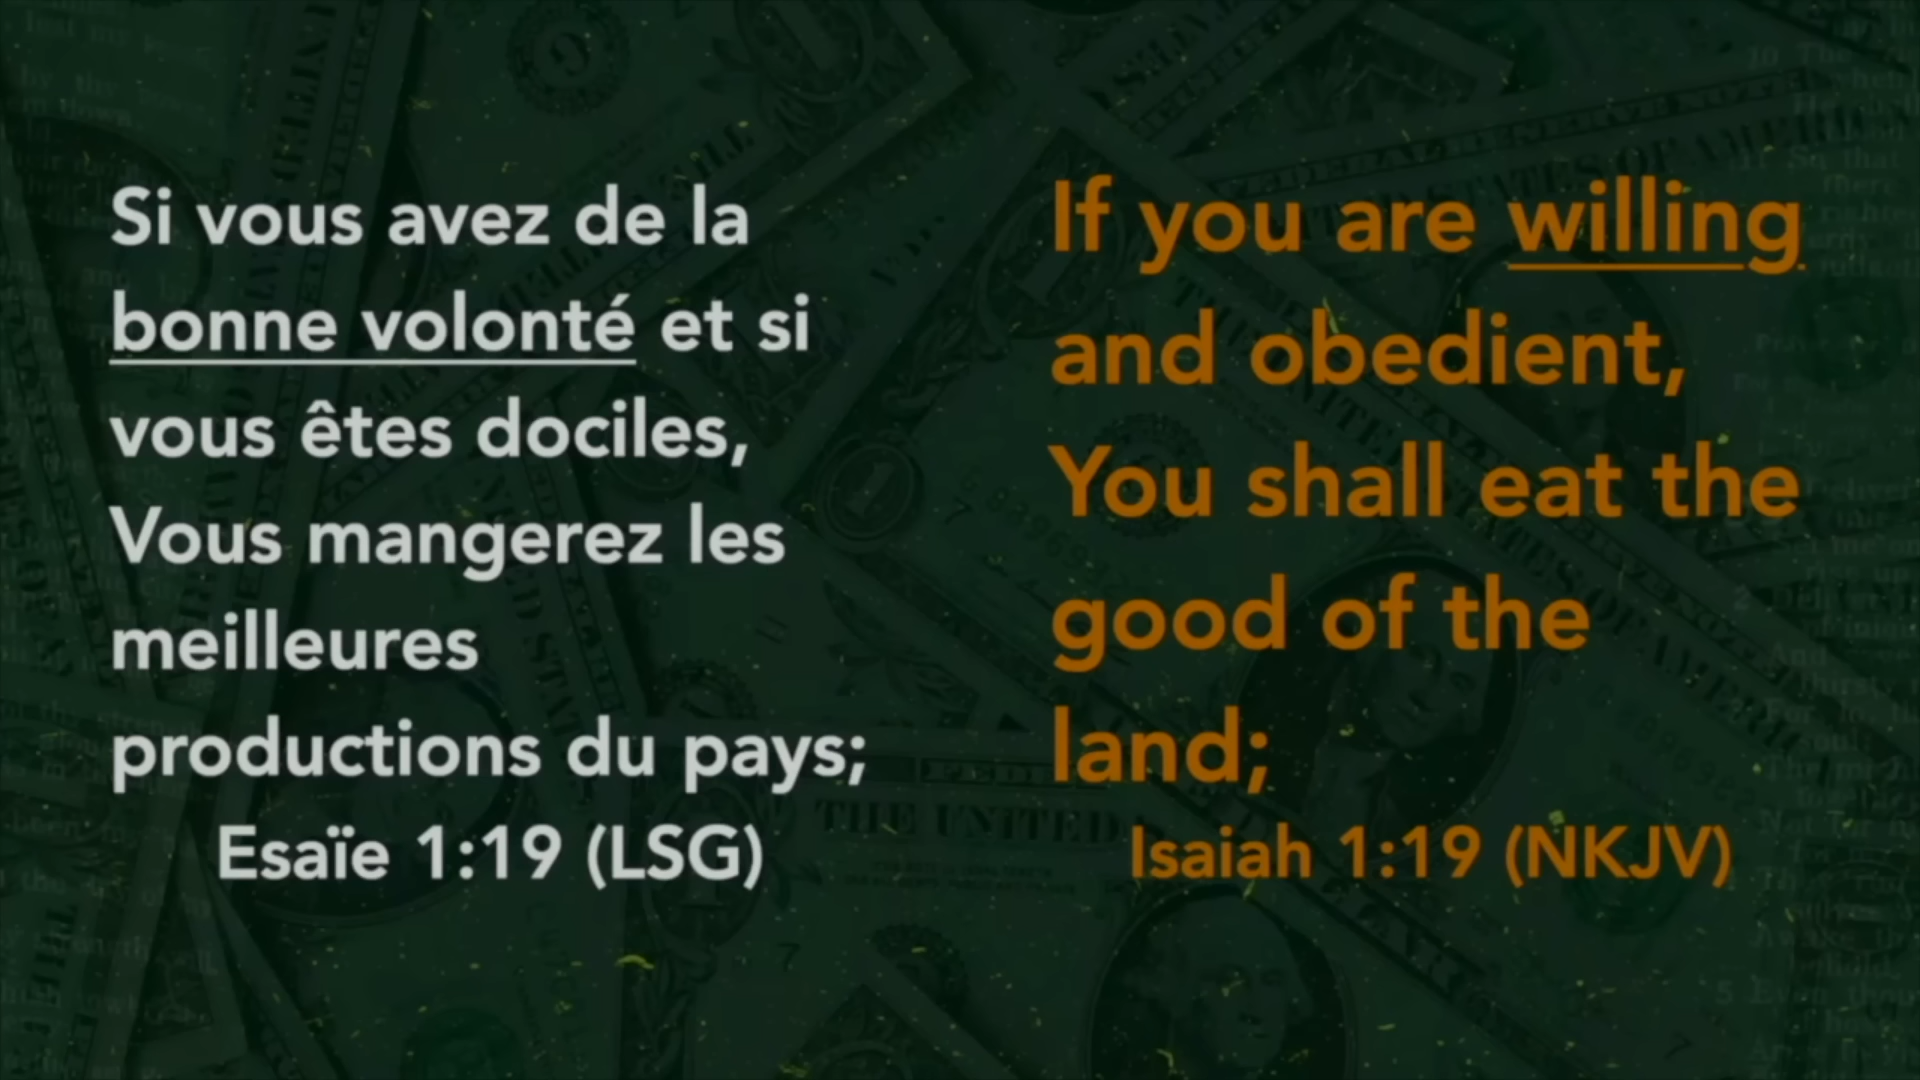 Si vous avez de la
bonne volonté et si
vous êtes dociles,
Vous mangerez les
meilleures
productions du pays;
Esaïe 1:19 (LSG)
If you are willing
and obedient,
You shall eat the
good of the
land;
Isaiah 1:19 (NKJV)
THE UNITED